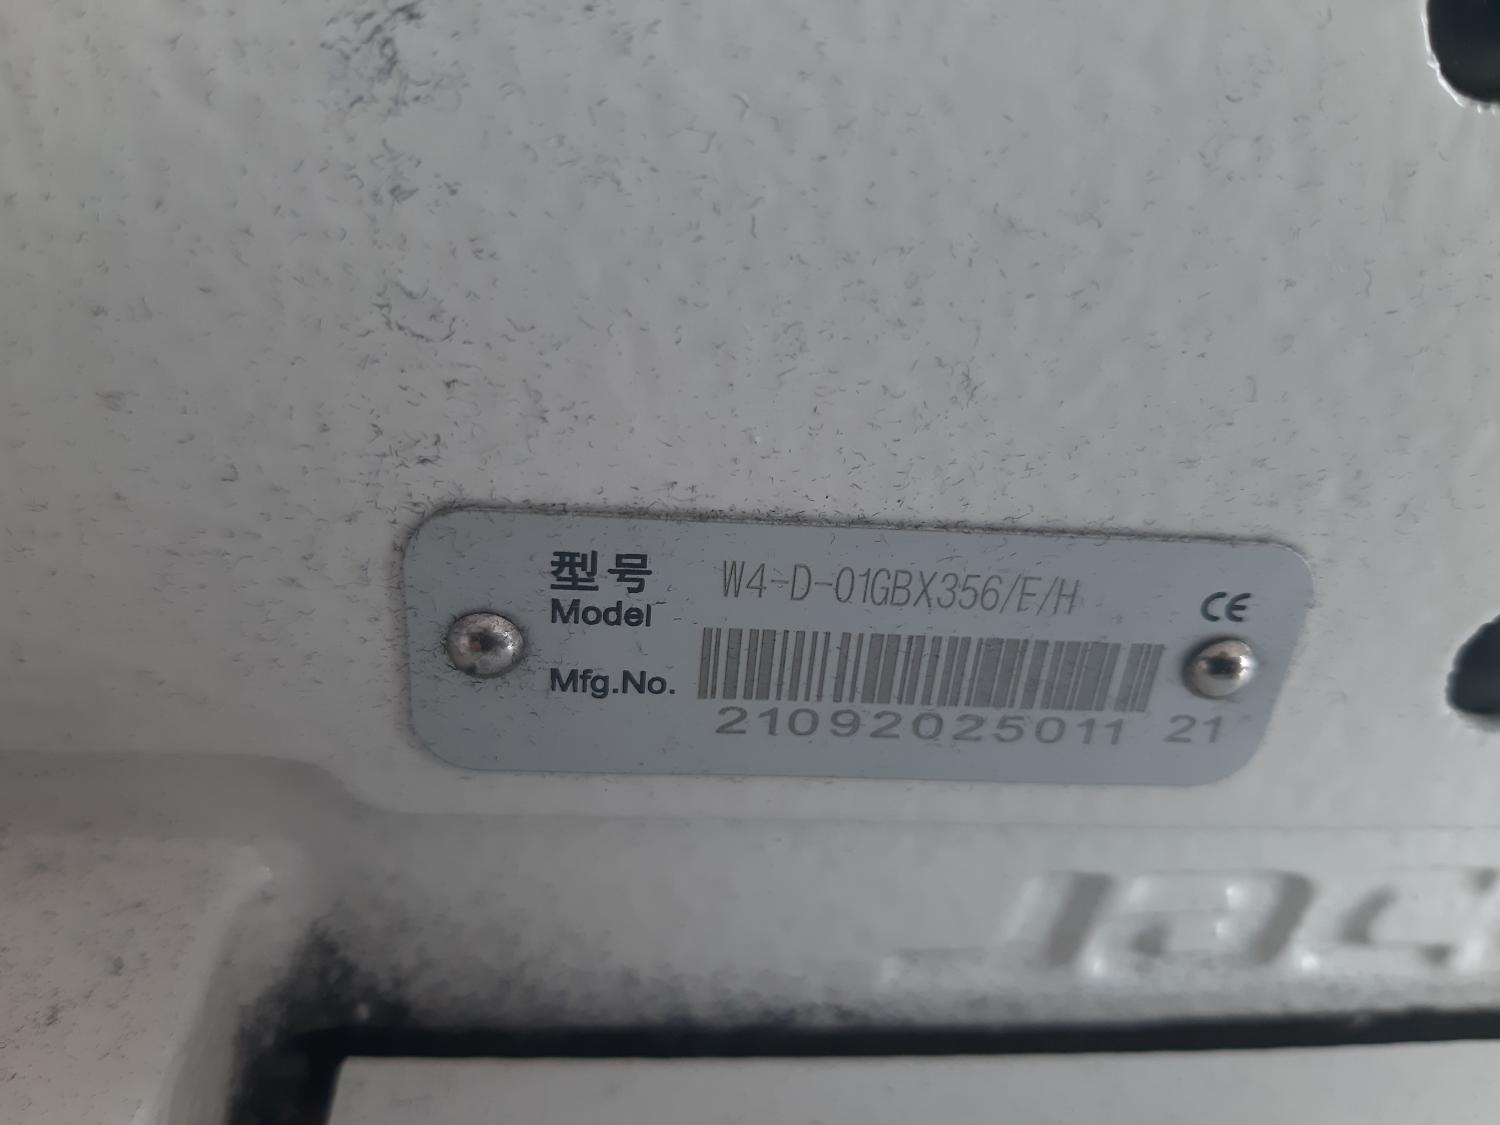 型号 W4-D-01GBX356/E/H
Model
CE
Mfg.No.
21092025011 21